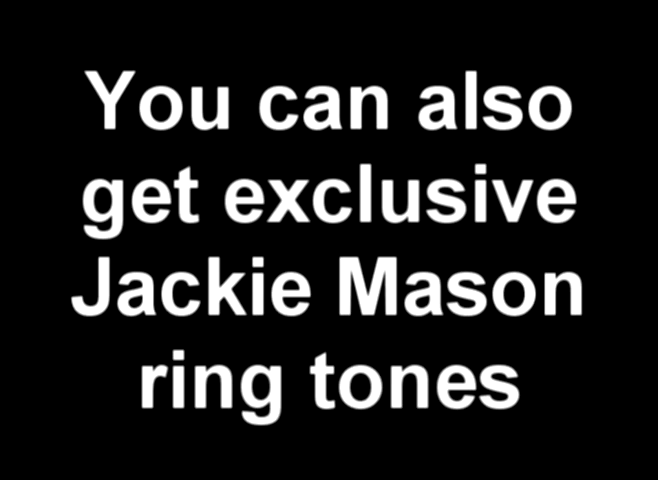 You can also
get exclusive
Jackie Mason
ring tones